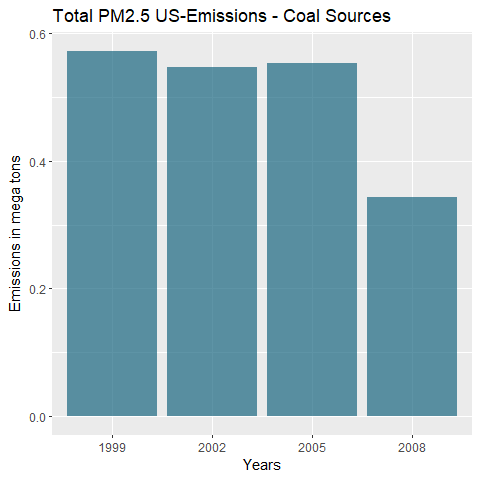 Total PM2.5 US-Emissions - Coal Sources
0.6
0.4
0.2
0.0
Emissions in mega tons
1999 2002 2005 2008
Years